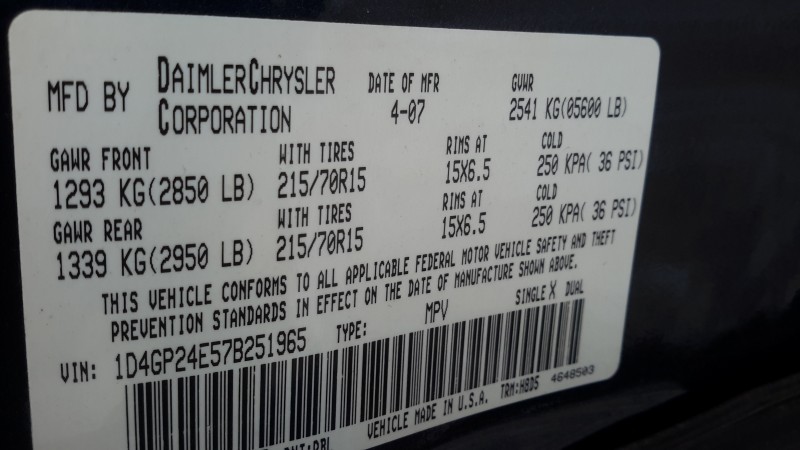 MFD BY DAIMLERCHRYSLER CORPORATION DATE OF MFR 4-07 GVWR 2541 KG(05600 LB)
GAWR FRONT WITH TIRES RIMS AT COLD
1293 KG(2850 LB) 215/70R15 15X6.5 250 KPA( 36 PSI)
GAWR REAR WITH TIRES RIMS AT COLD
1339 KG(2950 LB) 215/70R15 15X6.5 250 KPA( 36 PSI)
THIS VEHICLE CONFORMS TO ALL APPLICABLE FEDERAL MOTOR VEHICLE SAFETY AND THEFT
PREVENTION STANDARDS IN EFFECT ON THE DATE OF MANUFACTURE SHOWN ABOVE.
VIN: 1D4GP24E57B251965 TYPE: MPV SINGLE X DUAL
VEHICLE MADE IN U.S.A. TRM:H8D5 4648503